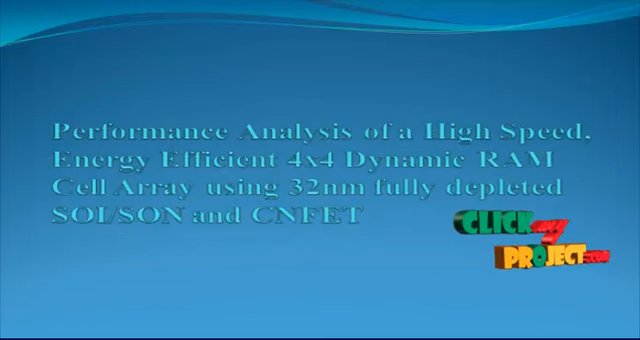 Performance Analysis of a High Speed,
Energy Efficient 4x4 Dynamic RAM
Cell Array using 32nm fully depleted
SOI/SON and CNFET
CLICK
PROJECT.COM